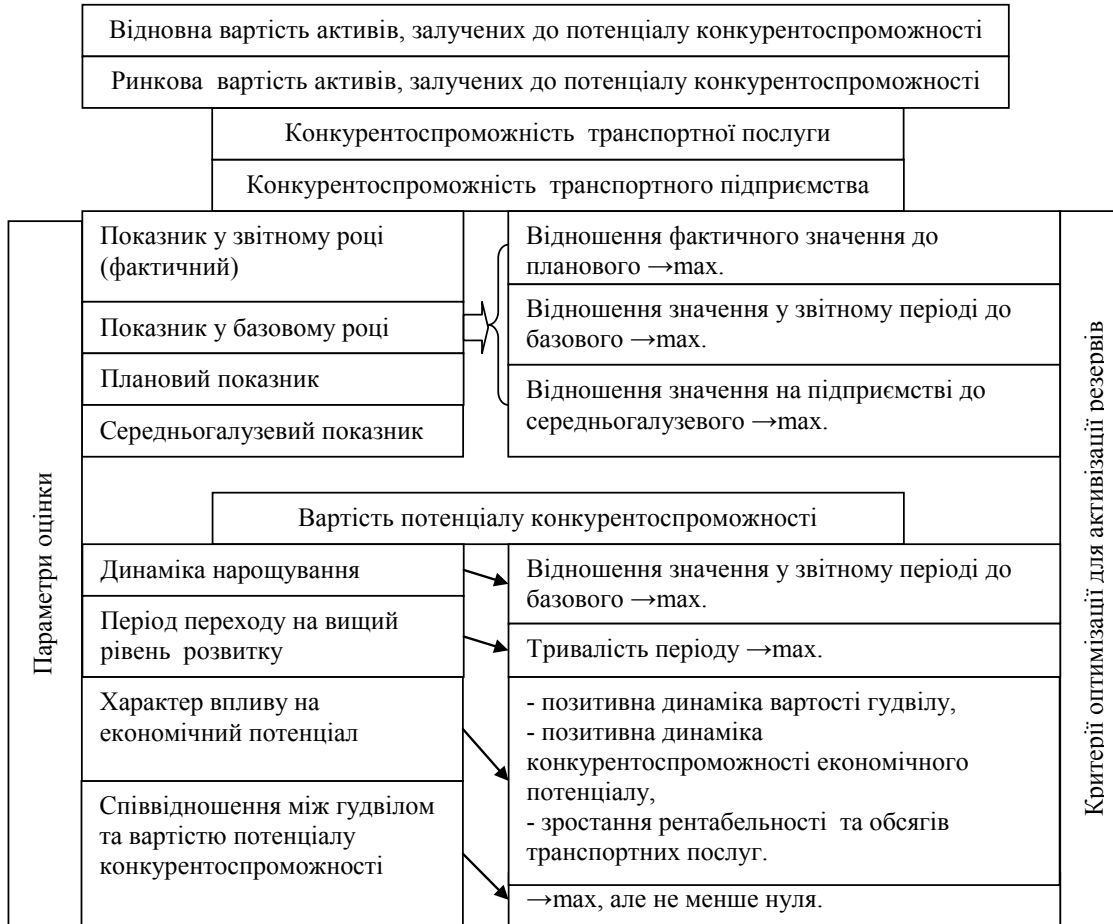 Відновна вартість активів, залучених до потенціалу конкурентоспроможності
Ринкова вартість активів, залучених до потенціалу конкурентоспроможності
Конкурентоспроможність транспортної послуги
Конкурентоспроможність транспортного підприємства
Параметри оцінки
Показник у звітному році
(фактичний)
Показник у базовому році
Плановий показник
Середньогалузевий показник
Відношення фактичного значення до
планового →max.
Відношення значення у звітному періоді до
базового →max.
Відношення значення на підприємстві до
середньогалузевого →max.
Критерії оптимізації для активізації резервів
Вартість потенціалу конкурентоспроможності
Динаміка нарощування
Період переходу на вищий
рівень розвитку
Характер впливу на
економічний потенціал
Співвідношення між гудвілом
та вартістю потенціалу
конкурентоспроможності
Відношення значення у звітному періоді до
базового →max.
Тривалість періоду →max.
- позитивна динаміка вартості гудвілу,
- позитивна динаміка
конкурентоспроможності економічного
потенціалу,
- зростання рентабельності та обсягів
транспортних послуг.
→max, але не менше нуля.